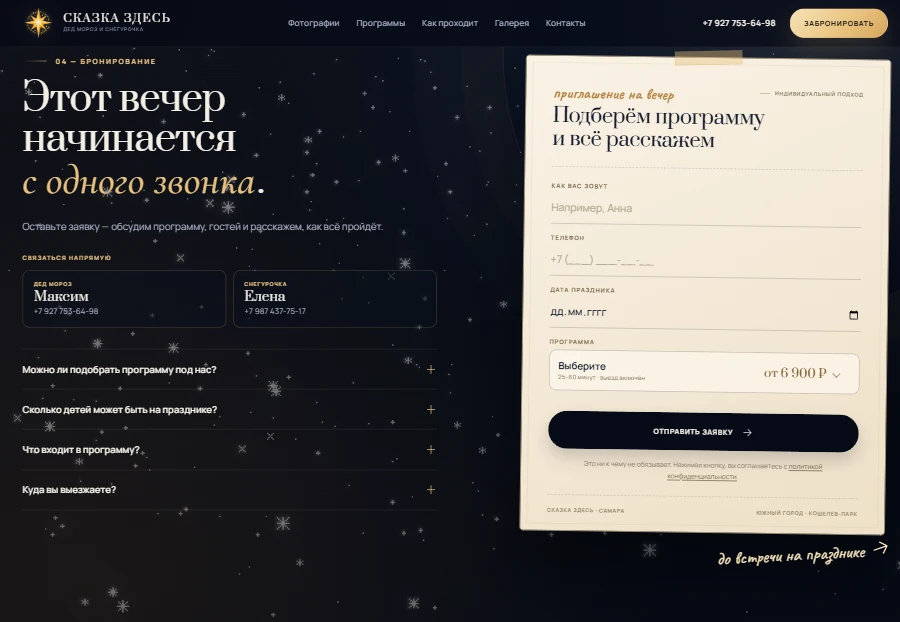 СКАЗКА ЗДЕСЬ
ДЕД МОРОЗ И СНЕГУРОЧКА
Фотографии Программы Как проходит Галерея Контакты
+7 927 753-64-98
ЗАБРОНИРОВАТЬ
04 — БРОНИРОВАНИЕ
Этот вечер
начинается
с одного звонка.
Оставьте заявку — обсудим программу, гостей и расскажем, как всё пройдёт.
СВЯЗАТЬСЯ НАПРЯМУЮ
ДЕД МОРОЗ
Максим
+7 927 753-64-98
СНЕГУРОЧКА
Елена
+7 987 437-75-17
Можно ли подобрать программу под нас? +
Сколько детей может быть на празднике? +
Что входит в программу? +
Куда вы выезжаете? +
приглашение на вечер
— ИНДИВИДУАЛЬНЫЙ ПОДХОД
Подберём программу
и всё расскажем
КАК ВАС ЗОВУТ
Например, Анна
ТЕЛЕФОН
+7 (___) ___-__-__
ДАТА ПРАЗДНИКА
ДД.ММ.ГГГГ
ПРОГРАММА
Выберите
25–60 минут · выезд включён
от 6 900 ₽
ОТПРАВИТЬ ЗАЯВКУ →
Это ни к чему не обязывает. Нажимая кнопку, вы соглашаетесь с политикой
конфиденциальности
СКАЗКА ЗДЕСЬ · САМАРА
ЮЖНЫЙ ГОРОД · КОШЕЛЕВ-ПАРК
до встречи на празднике →